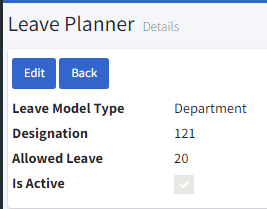 Leave Planner Details
Edit Back
Leave Model Type Department
Designation 121
Allowed Leave 20
Is Active